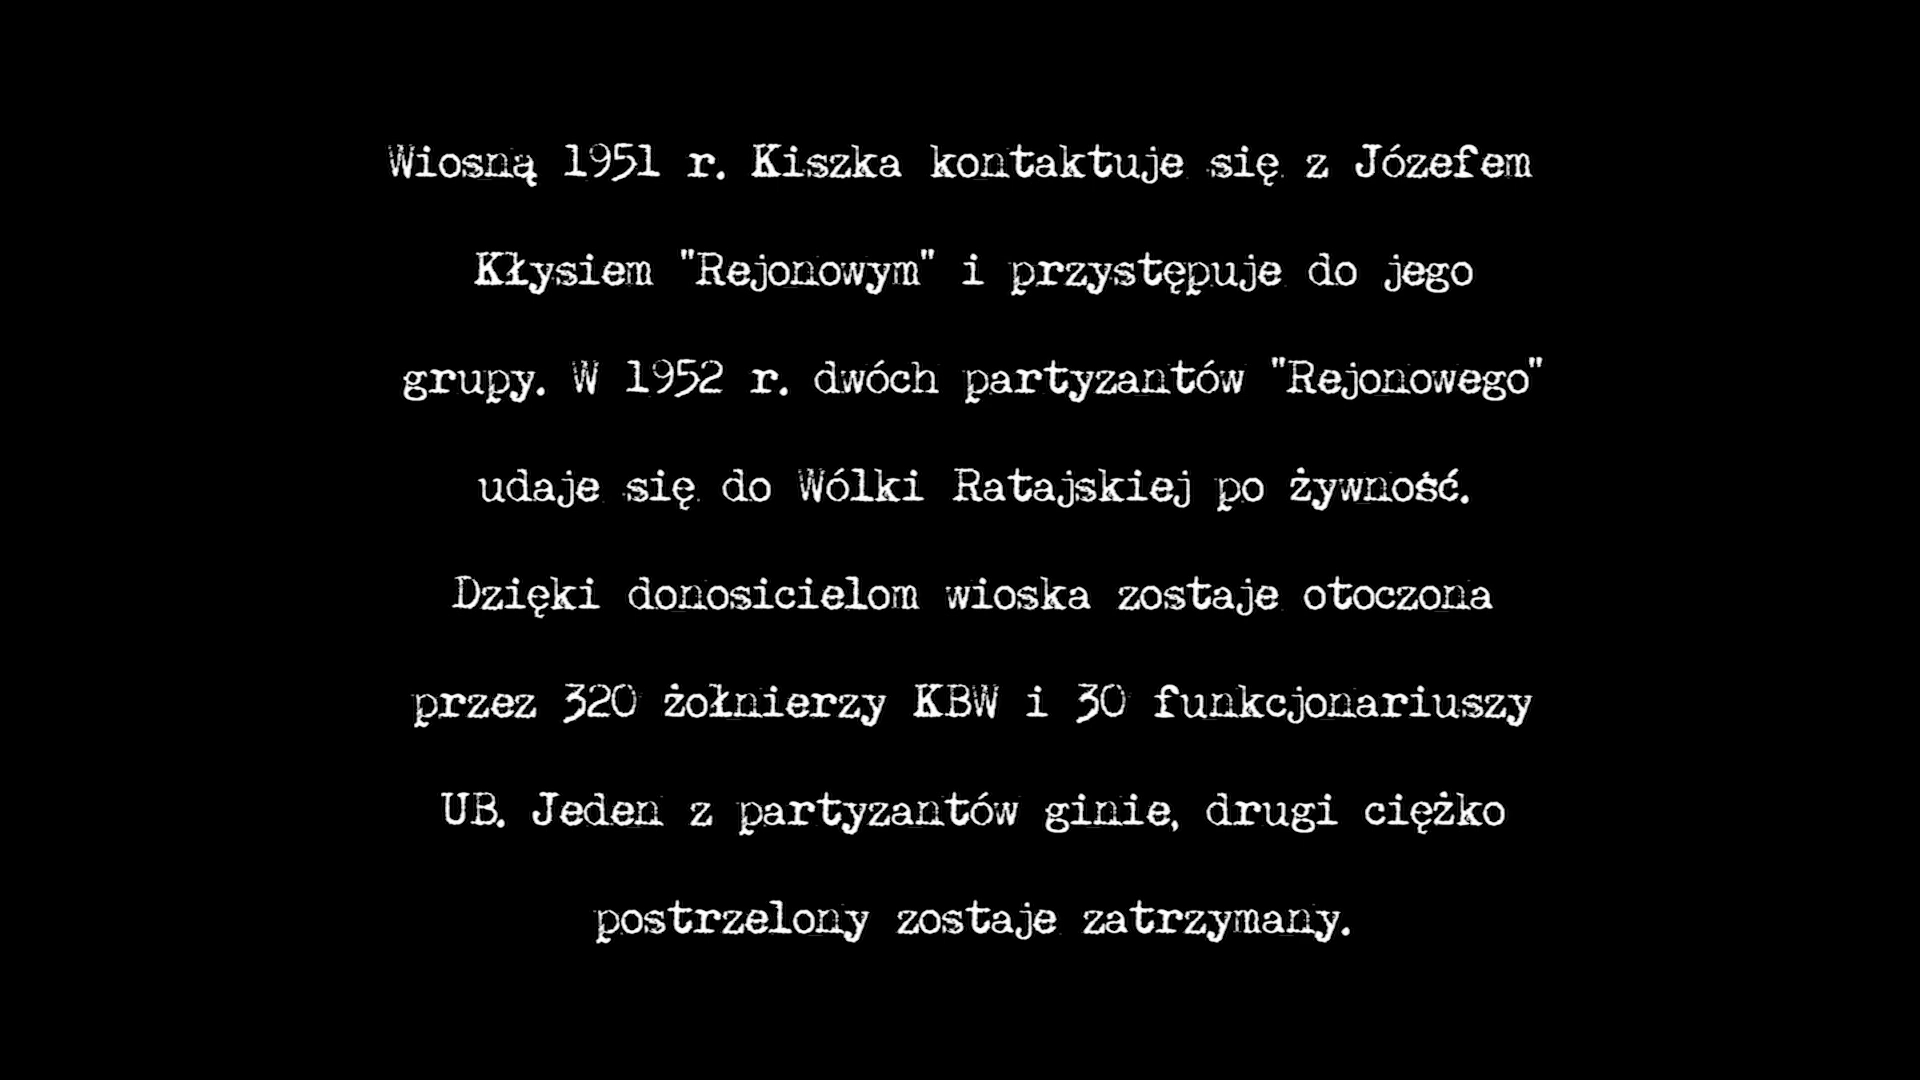 Wiosną 1951 r. Kiszka kontaktuje się z Józefem
Kłysiem "Rejonowym" i przystępuje do jego
grupy. W 1952 r. dwóch partyzantów "Rejonowego"
udaje się do Wólki Ratajskiej po żywność.
Dzięki donosicielom wioska zostaje otoczona
przez 320 żołnierzy KBW i 30 funkcjonariuszy
UB. Jeden z partyzantów ginie, drugi ciężko
postrzelony zostaje zatrzymany.